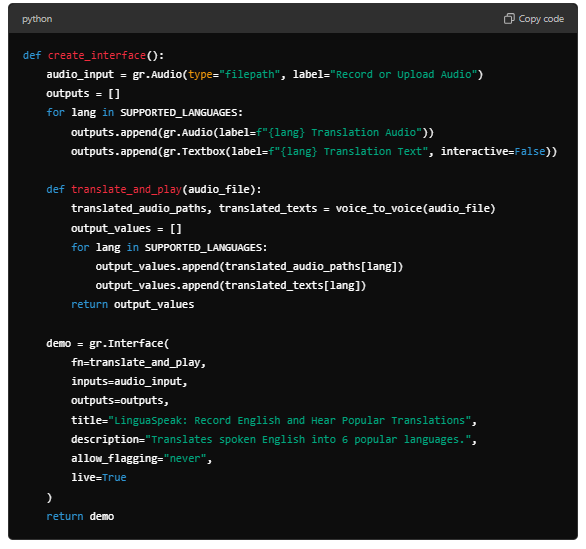 python
Copy code
def create_interface():
    audio_input = gr.Audio(type="filepath", label="Record or Upload Audio")
    outputs = []
    for lang in SUPPORTED_LANGUAGES:
        outputs.append(gr.Audio(label=f"{lang} Translation Audio"))
        outputs.append(gr.Textbox(label=f"{lang} Translation Text", interactive=False))

    def translate_and_play(audio_file):
        translated_audio_paths, translated_texts = voice_to_voice(audio_file)
        output_values = []
        for lang in SUPPORTED_LANGUAGES:
            output_values.append(translated_audio_paths[lang])
            output_values.append(translated_texts[lang])
        return output_values

    demo = gr.Interface(
        fn=translate_and_play,
        inputs=audio_input,
        outputs=outputs,
        title="LinguaSpeak: Record English and Hear Popular Translations",
        description="Translates spoken English into 6 popular languages.",
        allow_flagging="never",
        live=True
    )
    return demo